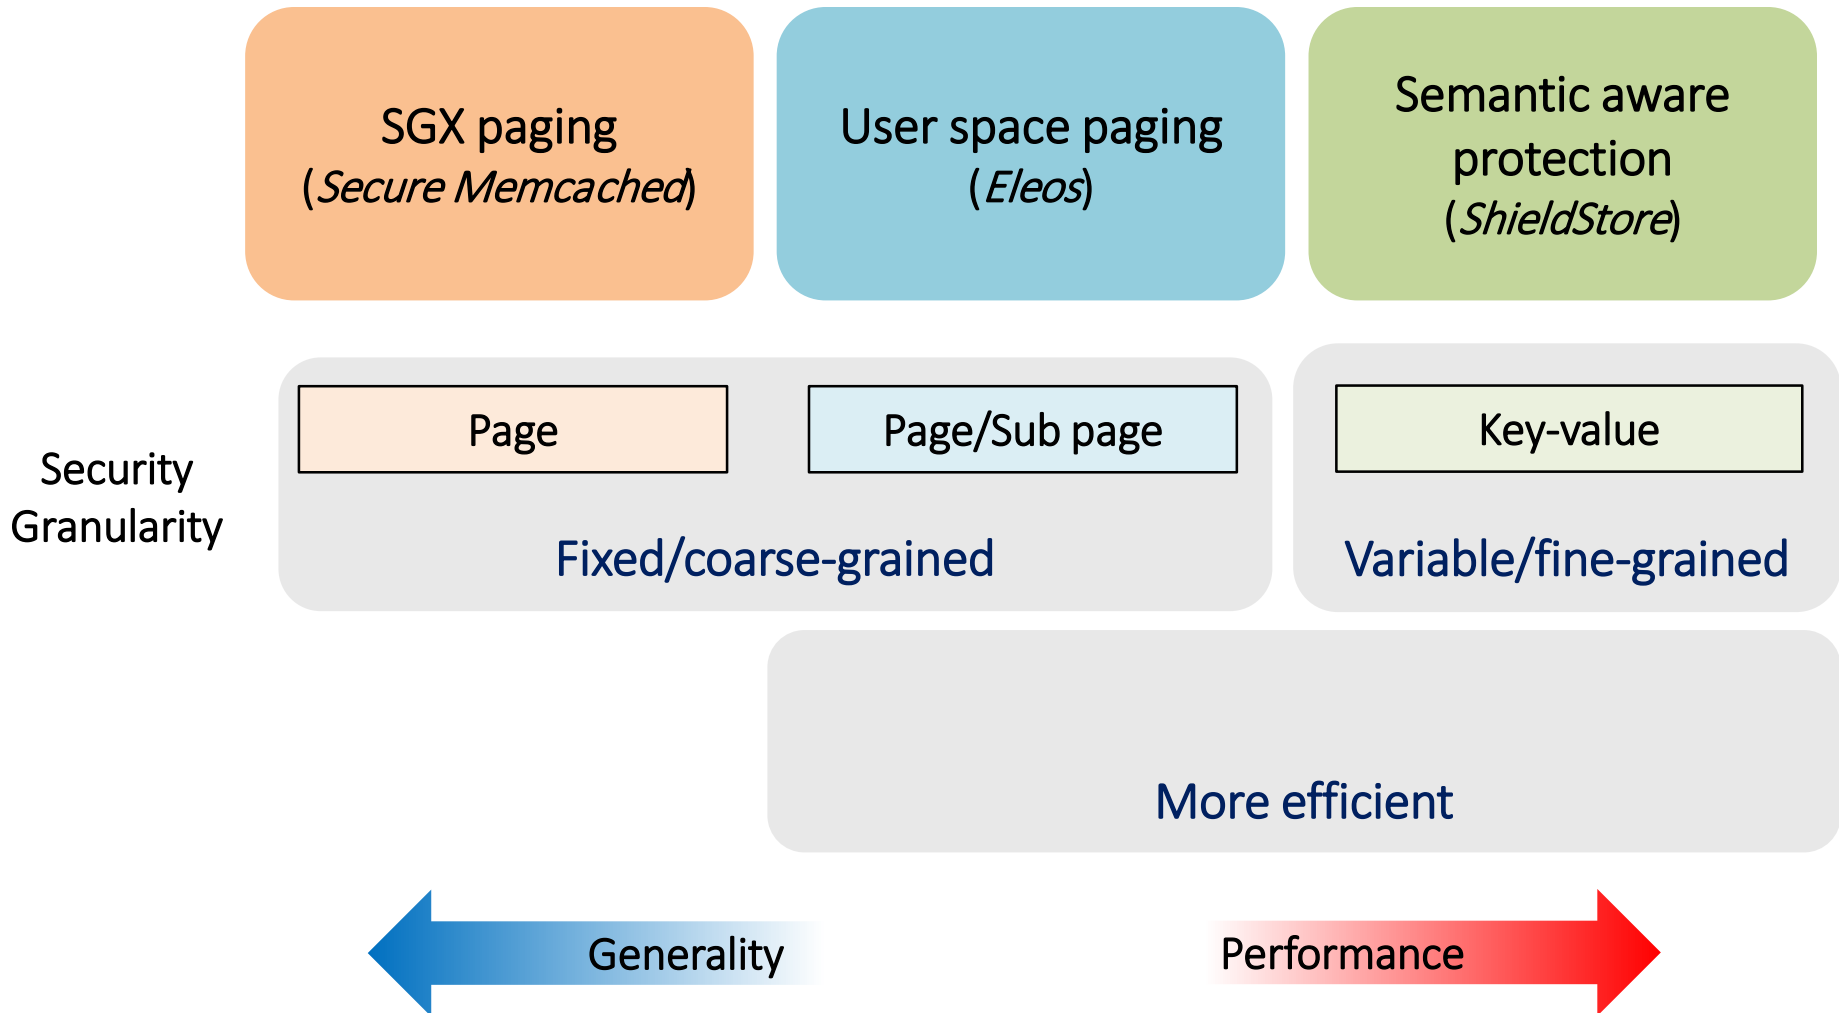 SGX paging
(Secure Memcached)
User space paging
(Eleos)
Semantic aware
protection
(ShieldStore)
Security
Granularity
Page
Page/Sub page
Key-value
Fixed/coarse-grained
Variable/fine-grained
More efficient
Generality
Performance